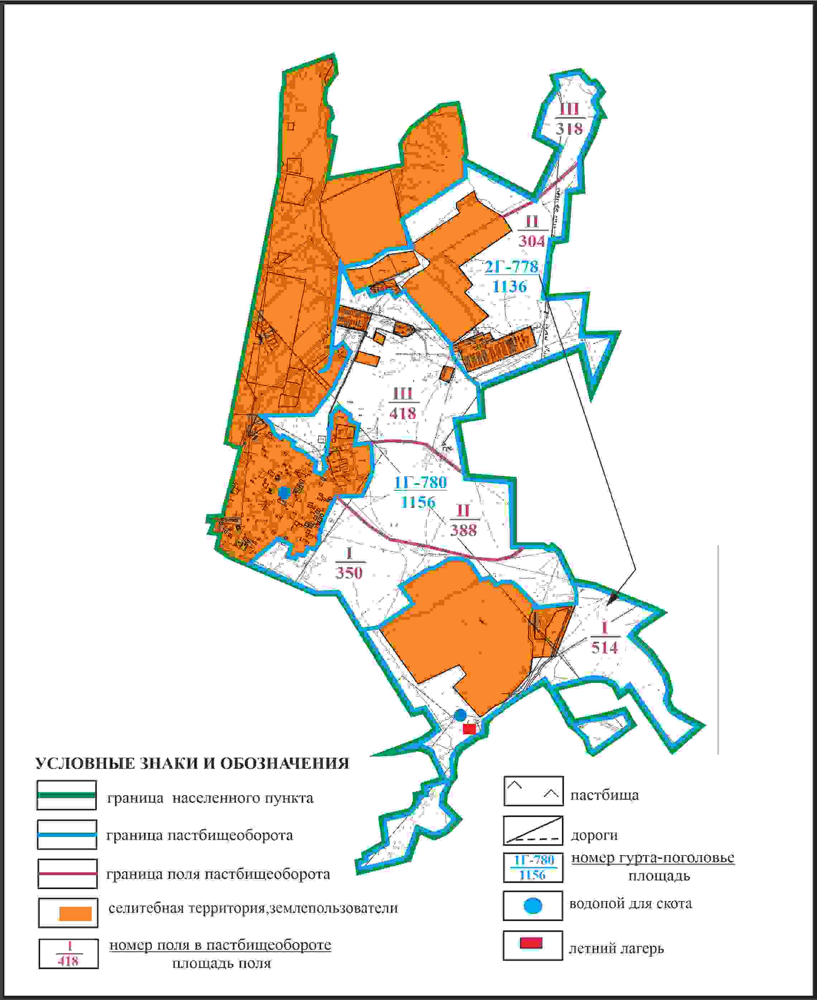 III
318
II
304
2Г-778
1136
III
418
1Г-780
1156
II
388
I
350
I
514
УСЛОВНЫЕ ЗНАКИ И ОБОЗНАЧЕНИЯ
граница населенного пункта
граница пастбищеоборота
граница поля пастбищеоборота
селитебная территория,землепользователи
I
418
номер поля в пастбищеобороте
площадь поля
пастбища
дороги
1Г-780
1156
номер гурта-поголовье
площадь
водопой для скота
летний лагерь